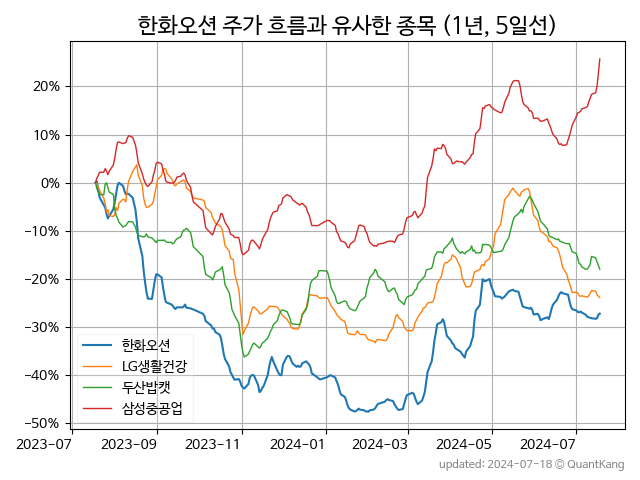 한화오션 주가 흐름과 유사한 종목 (1년, 5일선)
20%
10%
0%
−10%
−20%
−30%
−40%
−50%
한화오션
LG생활건강
두산밥캣
삼성중공업
2023-07 2023-09 2023-11 2024-01 2024-03 2024-05 2024-07
updated: 2024-07-18 © QuantKang